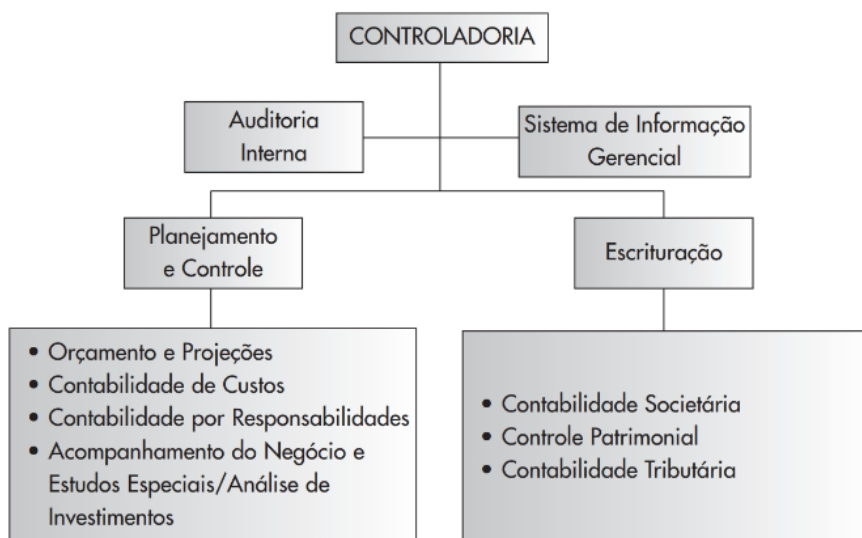 CONTROLADORIA
Auditoria
Interna
Sistema de Informação
Gerencial
Planejamento
e Controle
Escrituração
• Orçamento e Projeções
• Contabilidade de Custos
• Contabilidade por Responsabilidades
• Acompanhamento do Negócio e
Estudos Especiais/Análise de
Investimentos
• Contabilidade Societária
• Controle Patrimonial
• Contabilidade Tributária